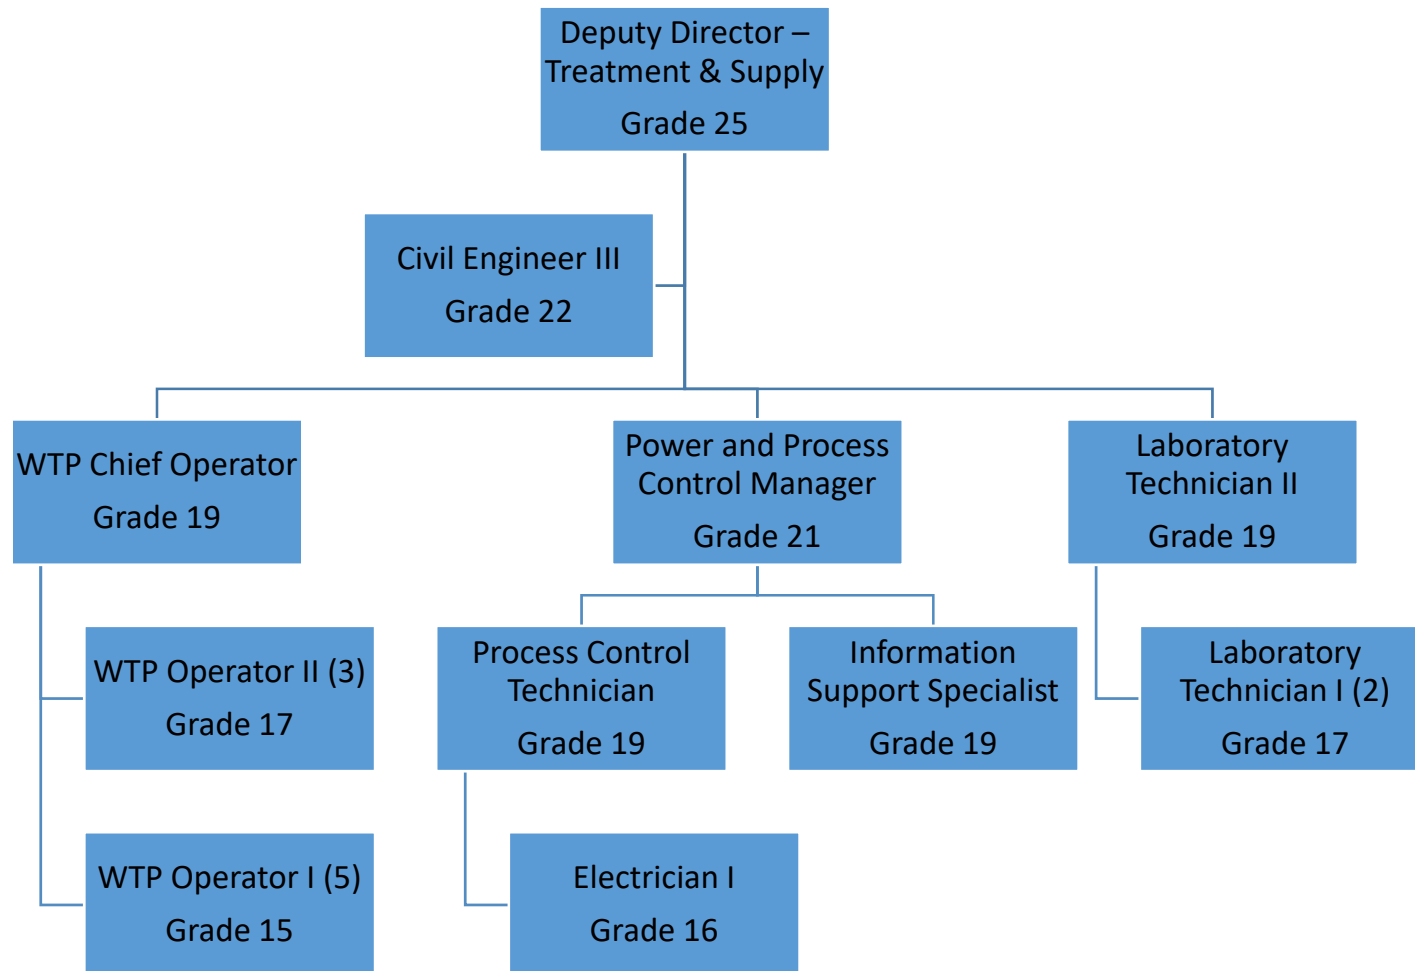 Deputy Director –
Treatment & Supply
Grade 25
Civil Engineer III
Grade 22
WTP Chief Operator
Grade 19
Power and Process
Control Manager
Grade 21
Laboratory
Technician II
Grade 19
WTP Operator II (3)
Grade 17
Process Control
Technician
Grade 19
Information
Support Specialist
Grade 19
Laboratory
Technician I (2)
Grade 17
WTP Operator I (5)
Grade 15
Electrician I
Grade 16